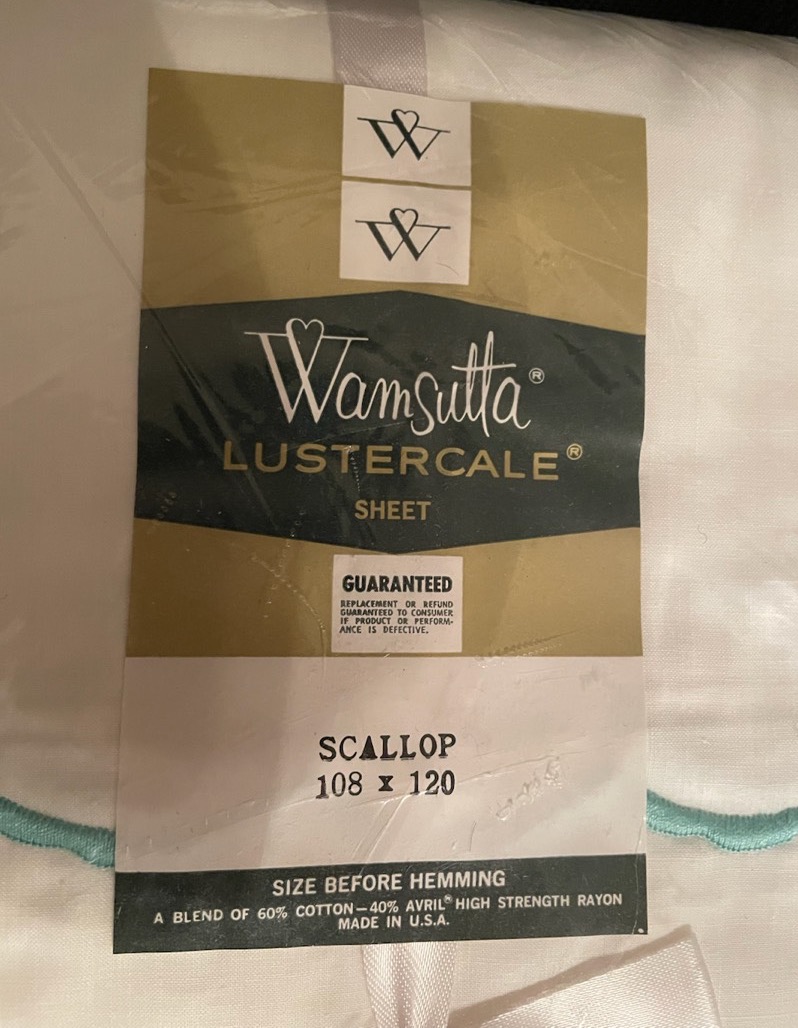 W
W
Wamsutta®
LUSTERCALE®
SHEET
GUARANTEED
REPLACEMENT OR REFUND
GUARANTEED TO CONSUMER
IF PRODUCT OR PERFORM-
ANCE IS DEFECTIVE.
SCALLOP
108 x 120
SIZE BEFORE HEMMING
A BLEND OF 60% COTTON—40% AVRIL® HIGH STRENGTH RAYON
MADE IN U.S.A.